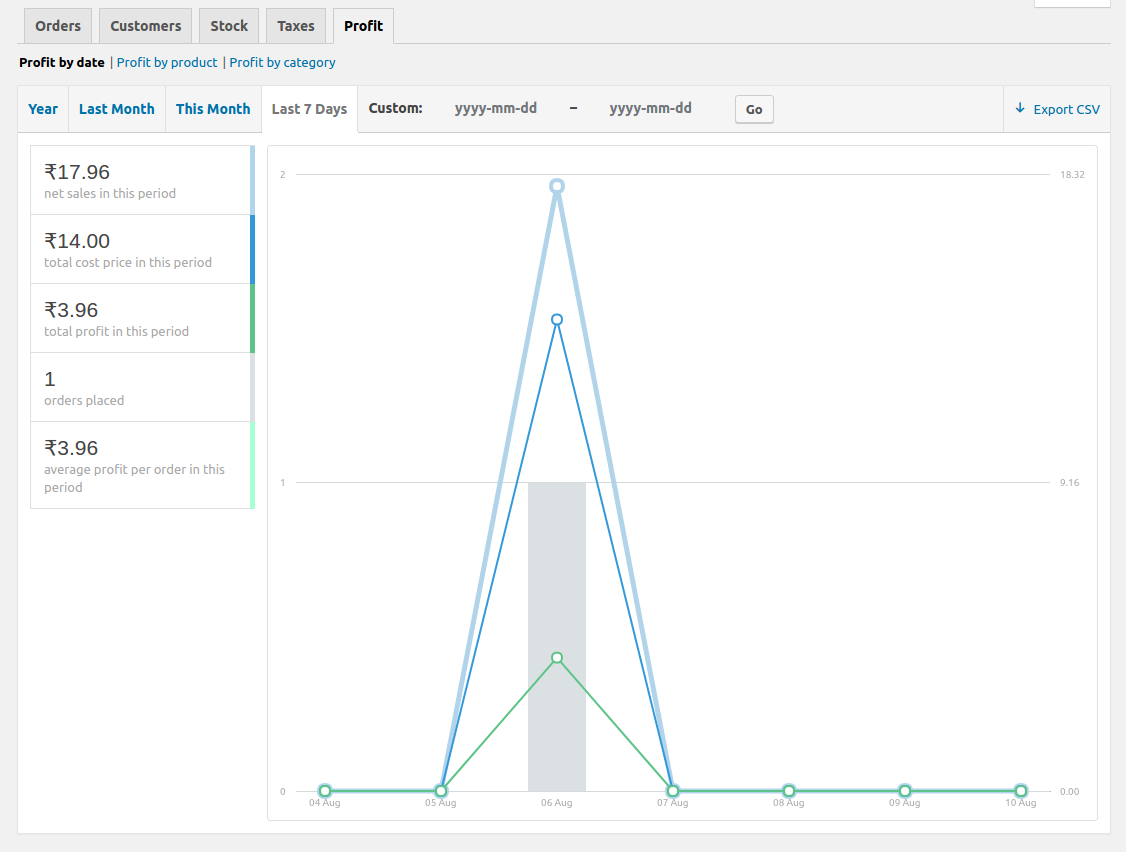 Orders Customers Stock Taxes Profit
Profit by date | Profit by product | Profit by category
Year Last Month This Month Last 7 Days Custom: yyyy-mm-dd – yyyy-mm-dd Go Export CSV
₹17.96
net sales in this period
₹14.00
total cost price in this period
₹3.96
total profit in this period
1
orders placed
₹3.96
average profit per order in this
period
2 18.32
1 9.16
0 0.00
04 Aug 05 Aug 06 Aug 07 Aug 08 Aug 09 Aug 10 Aug